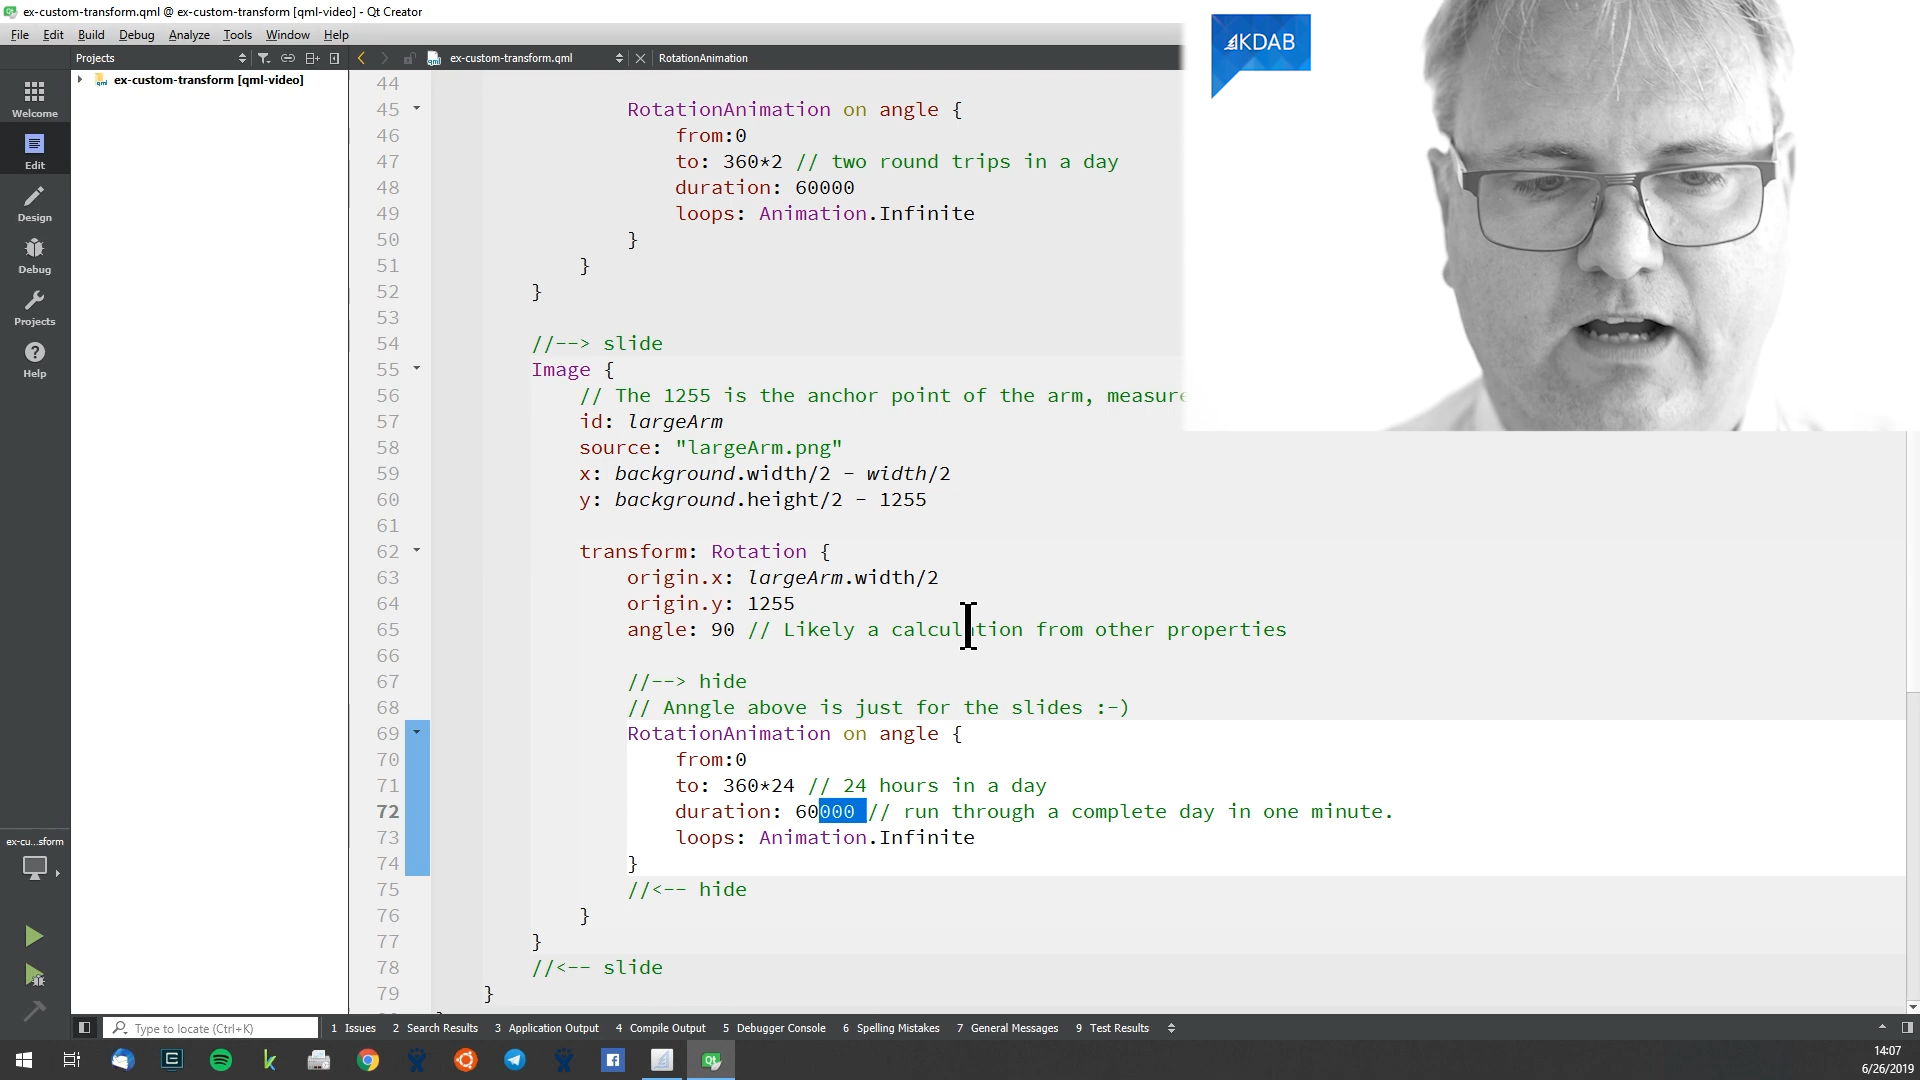 ex-custom-transform.qml @ ex-custom-transform [qml-video] - Qt Creator
File Edit Build Debug Analyze Tools Window Help
Projects
ex-custom-transform.qml
RotationAnimation
ex-custom-transform [qml-video]
Welcome
Edit
Design
Debug
Projects
Help
ex-cu...sform
KDAB
44
45 RotationAnimation on angle {
46 from:0
47 to: 360*2 // two round trips in a day
48 duration: 60000
49 loops: Animation.Infinite
50 }
51 }
52 }
53
54 //--> slide
55 Image {
56 // The 1255 is the anchor point of the arm, measure
57 id: largeArm
58 source: "largeArm.png"
59 x: background.width/2 - width/2
60 y: background.height/2 - 1255
61
62 transform: Rotation {
63 origin.x: largeArm.width/2
64 origin.y: 1255
65 angle: 90 // Likely a calculation from other properties
66
67 //--> hide
68 // Anngle above is just for the slides :-)
69 RotationAnimation on angle {
70 from:0
71 to: 360*24 // 24 hours in a day
72 duration: 60000 // run through a complete day in one minute.
73 loops: Animation.Infinite
74 }
75 //<-- hide
76 }
77 }
78 //<-- slide
79 }
Type to locate (Ctrl+K)
1 Issues 2 Search Results 3 Application Output 4 Compile Output 5 Debugger Console 6 Spelling Mistakes 7 General Messages 9 Test Results
14:07
6/26/2019